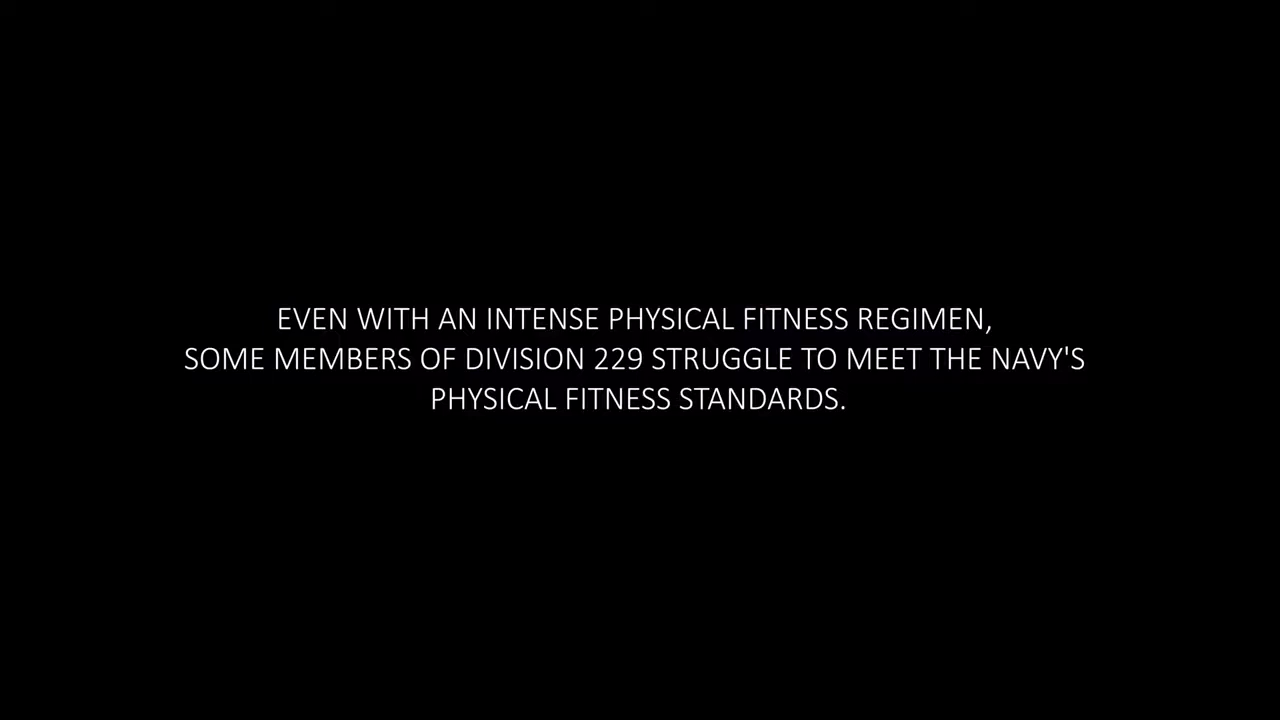 EVEN WITH AN INTENSE PHYSICAL FITNESS REGIMEN,
SOME MEMBERS OF DIVISION 229 STRUGGLE TO MEET THE NAVY'S
PHYSICAL FITNESS STANDARDS.